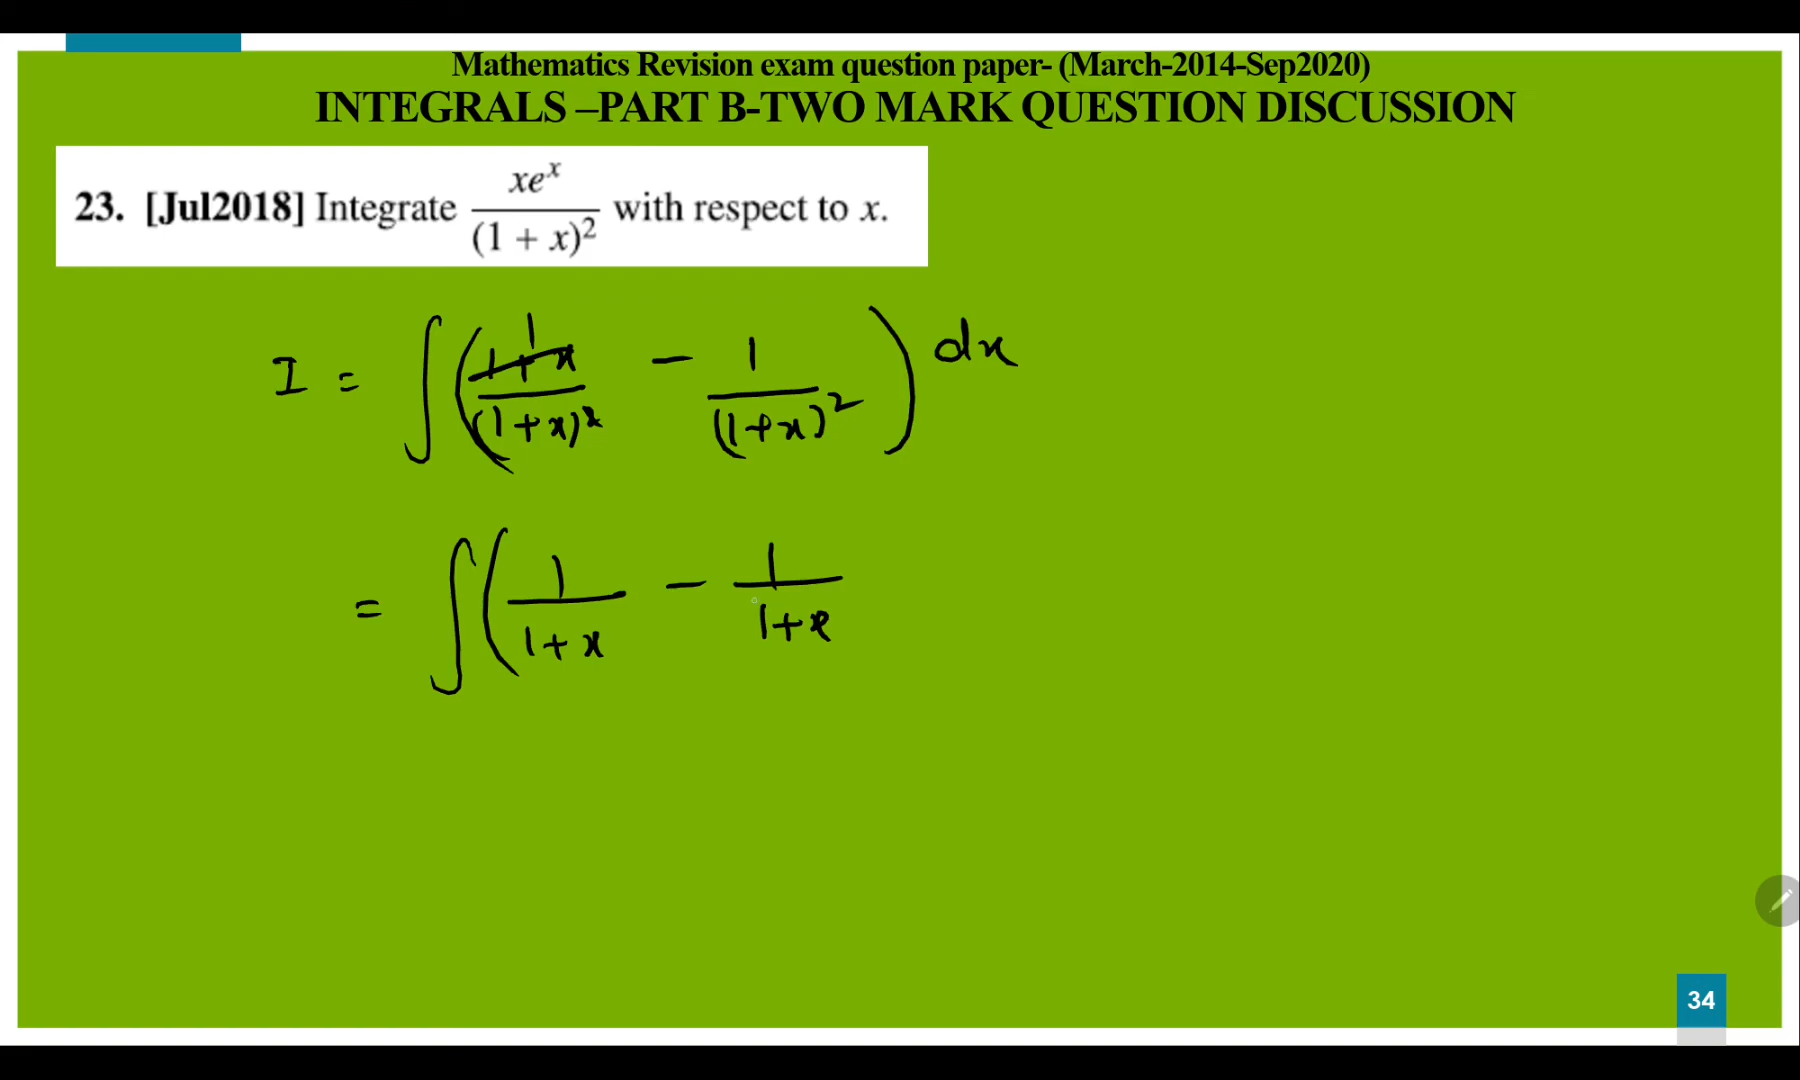 Mathematics Revision exam question paper- (March-2014-Sep2020)
INTEGRALS –PART B-TWO MARK QUESTION DISCUSSION
23. [Jul2018] Integrate xeˣ/(1 + x)² with respect to x.
I = ∫ (1+x/(1+x)² − 1/(1+x)²) dx
= ∫ (1/1+x − 1/1+x
34